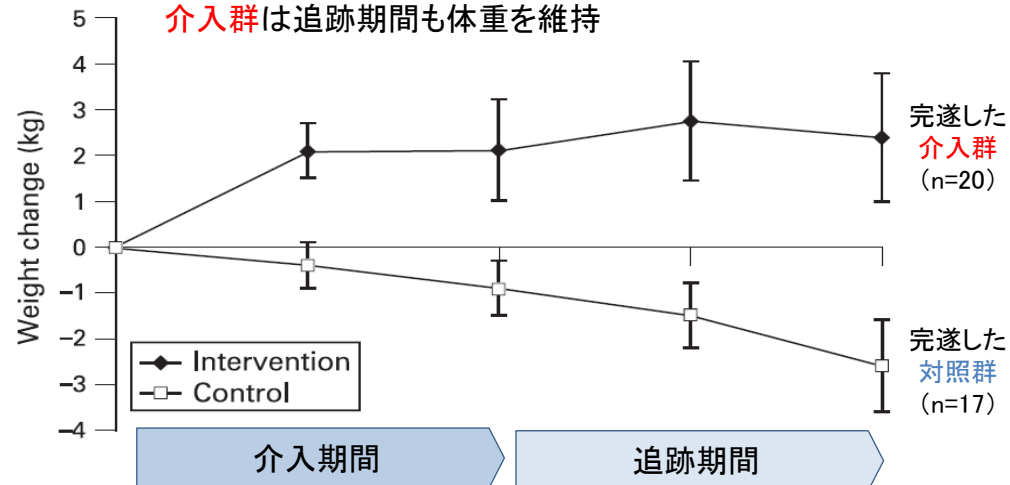 介入群は追跡期間も体重を維持
Weight change (kg)
5
4
3
2
1
0
−1
−2
−3
−4
Intervention
Control
完遂した
介入群
（n=20）
完遂した
対照群
（n=17）
介入期間
追跡期間